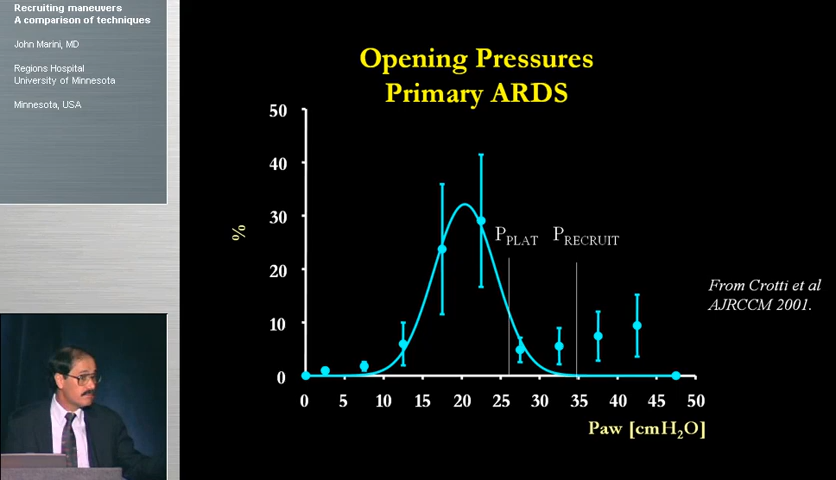 Recruiting maneuvers
A comparison of techniques
John Marini, MD
Regions Hospital
University of Minnesota
Minnesota, USA
Opening Pressures
Primary ARDS
50
40
30
20
10
0
%
P_PLAT P_RECRUIT
From Crotti et al
AJRCCM 2001.
0 5 10 15 20 25 30 35 40 45 50
Paw [cmH₂O]